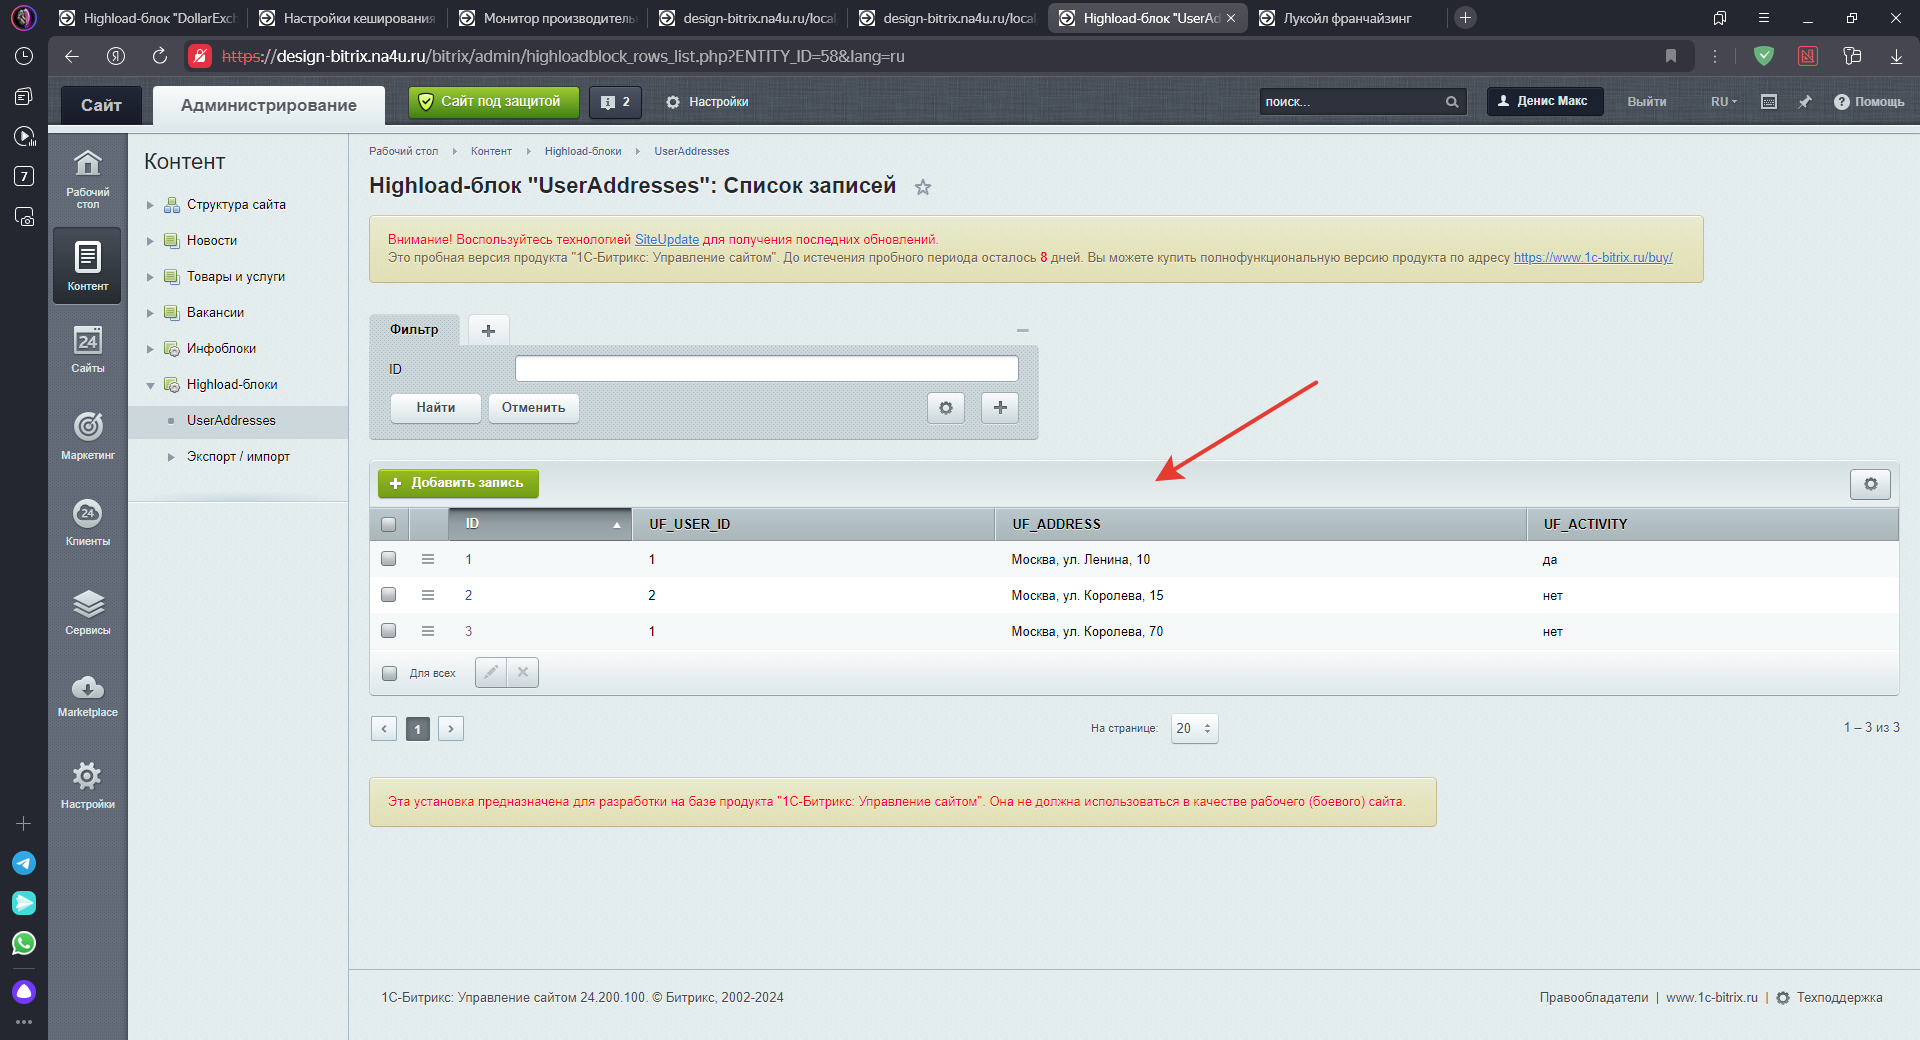 Highload-блок "DollarExch
Настройки кеширования
Монитор производитель
design-bitrix.na4u.ru/local
design-bitrix.na4u.ru/local
Highload-блок "UserAd
Лукойл франчайзинг
https://design-bitrix.na4u.ru/bitrix/admin/highloadblock_rows_list.php?ENTITY_ID=58&lang=ru
7
Сайт
Администрирование
Сайт под защитой
2
Настройки
поиск...
Денис Макс
Выйти
RU
Помощь
Рабочий стол
Контент
24
Сайты
Маркетинг
24
Клиенты
Сервисы
Marketplace
Настройки
Контент
Структура сайта
Новости
Товары и услуги
Вакансии
Инфоблоки
Highload-блоки
UserAddresses
Экспорт / импорт
Рабочий стол Контент Highload-блоки UserAddresses
Highload-блок "UserAddresses": Список записей
Внимание! Воспользуйтесь технологией SiteUpdate для получения последних обновлений.
Это пробная версия продукта "1С-Битрикс: Управление сайтом". До истечения пробного периода осталось 8 дней. Вы можете купить полнофункциональную версию продукта по адресу https://www.1c-bitrix.ru/buy/
Фильтр
ID
Найти Отменить
Добавить запись
ID UF_USER_ID UF_ADDRESS UF_ACTIVITY
1 1 Москва, ул. Ленина, 10 да
2 2 Москва, ул. Королева, 15 нет
3 1 Москва, ул. Королева, 70 нет
Для всех
1
На странице: 20
1 – 3 из 3
Эта установка предназначена для разработки на базе продукта "1С-Битрикс: Управление сайтом". Она не должна использоваться в качестве рабочего (боевого) сайта.
1С-Битрикс: Управление сайтом 24.200.100. © Битрикс, 2002-2024
Правообладатели | www.1c-bitrix.ru | Техподдержка